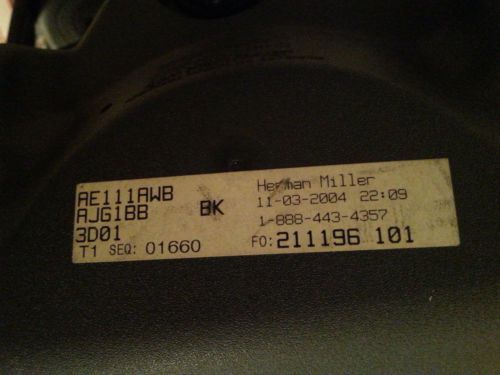 AE111AWB
AJG1BB BK
3D01
T1 SEQ: 01660
Herman Miller
11-03-2004 22:09
1-888-443-4357
FO: 211196 101